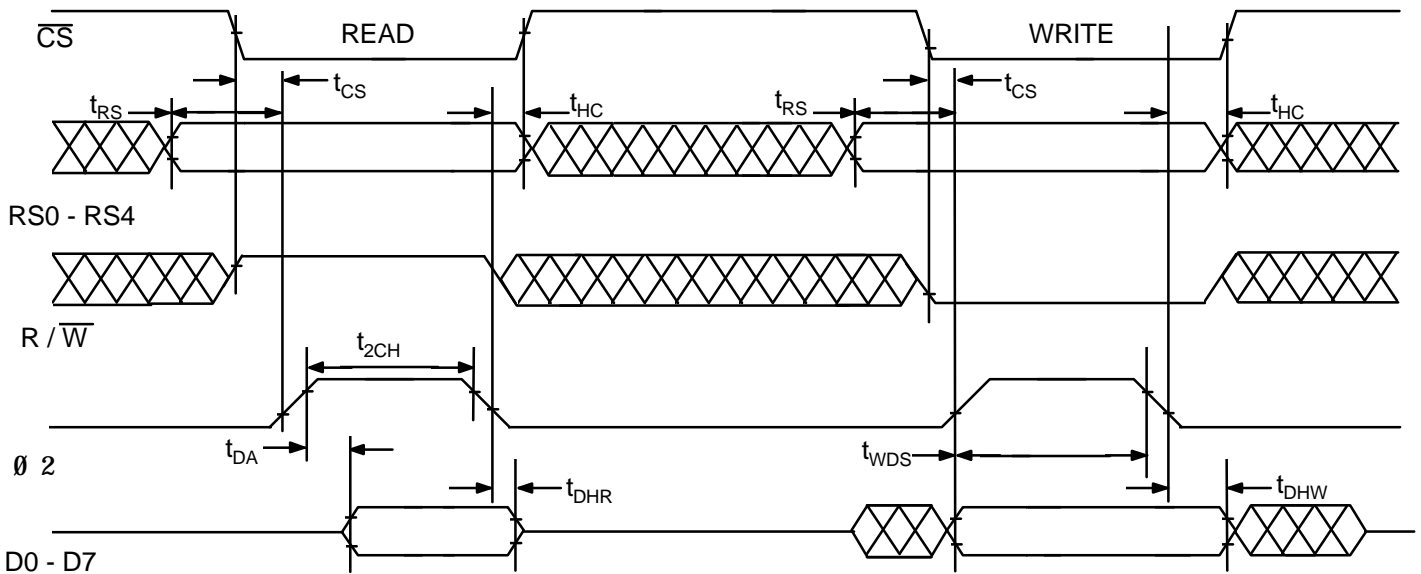 CS READ WRITE
tCS tCS
tRS tHC tRS tHC
RS0 - RS4
R / W
t2CH
tDA tWDS
Ø 2
tDHR tDHW
D0 - D7